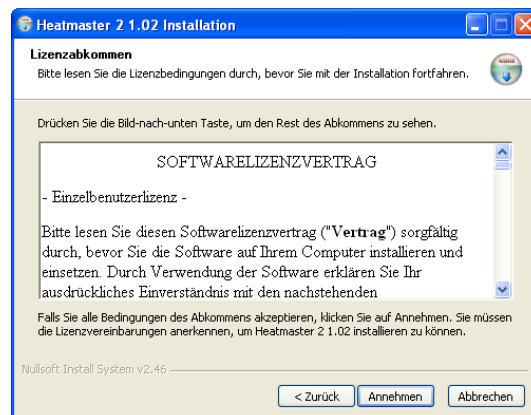 Heatmaster 2 1.02 Installation
Lizenzabkommen
Bitte lesen Sie die Lizenzbedingungen durch, bevor Sie mit der Installation fortfahren.
Drücken Sie die Bild-nach-unten Taste, um den Rest des Abkommens zu sehen.
SOFTWARELIZENZVERTRAG
- Einzelbenutzerlizenz -
Bitte lesen Sie diesen Softwarelizenzvertrag ("Vertrag") sorgfältig
durch, bevor Sie die Software auf Ihrem Computer installieren und
einsetzen. Durch Verwendung der Software erklären Sie Ihr
ausdrückliches Einverständnis mit den nachstehenden
Falls Sie alle Bedingungen des Abkommens akzeptieren, klicken Sie auf Annehmen. Sie müssen
die Lizenzvereinbarungen anerkennen, um Heatmaster 2 1.02 installieren zu können.
Nullsoft Install System v2.46
< Zurück Annehmen Abbrechen